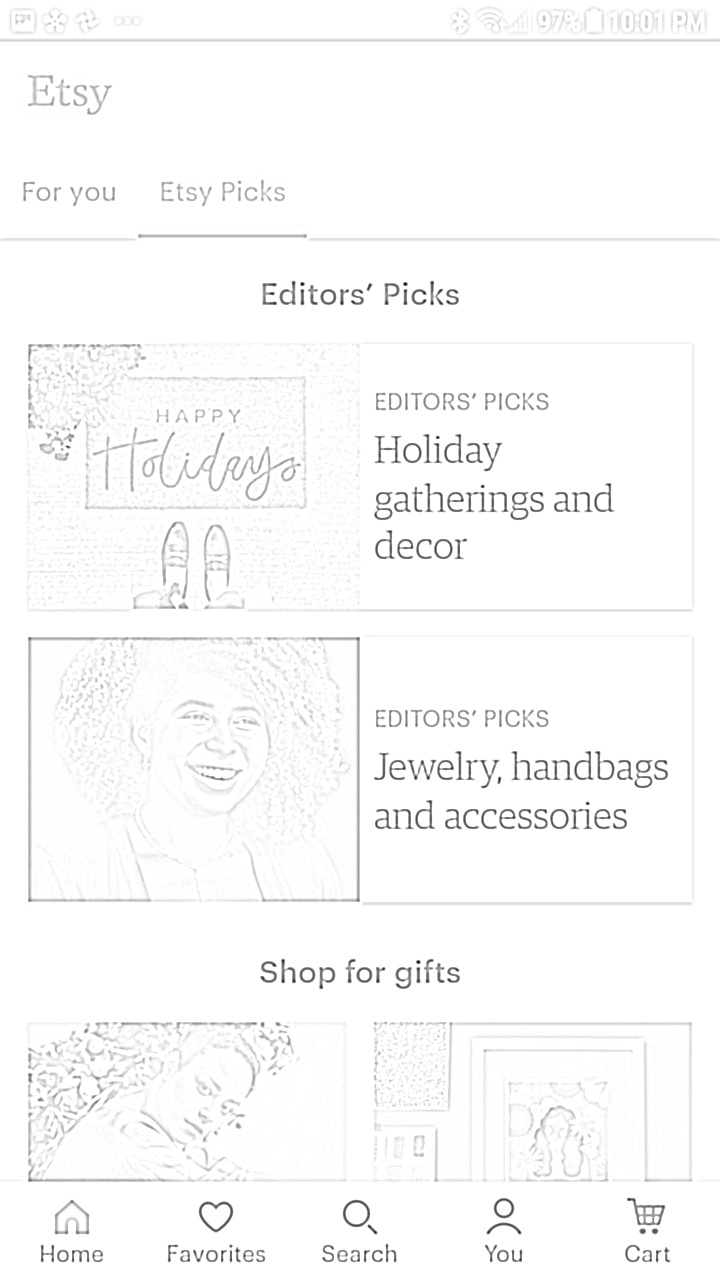 97% 10:01 PM
Etsy
For you Etsy Picks
Editors’ Picks
HAPPY
Holidays
EDITORS’ PICKS
Holiday
gatherings and
decor
EDITORS’ PICKS
Jewelry, handbags
and accessories
Shop for gifts
Home Favorites Search You Cart